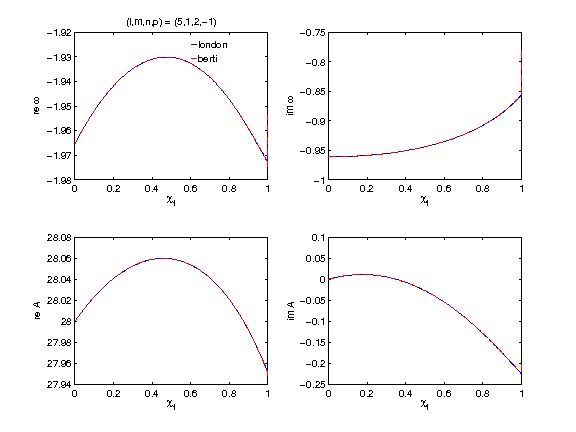 (l,m,n,p) = (5,1,2,−1)
−1.92
−1.93
−1.94
−1.95
−1.96
−1.97
−1.98
re ω
london
berti
0 0.2 0.4 0.6 0.8 1
χf
−0.75
−0.8
−0.85
−0.9
−0.95
−1
im ω
0 0.2 0.4 0.6 0.8 1
χf
28.08
28.06
28.04
28.02
28
27.98
27.96
27.94
re A
0 0.2 0.4 0.6 0.8 1
χf
0.1
0.05
0
−0.05
−0.1
−0.15
−0.2
−0.25
im A
0 0.2 0.4 0.6 0.8 1
χf